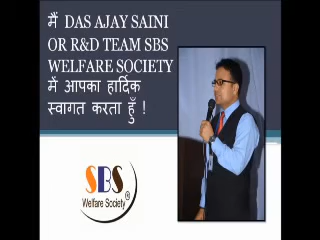 मैं DAS AJAY SAINI
OR R&D TEAM SBS
WELFARE SOCIETY
में आपका हार्दिक
स्वागत करता हुँ !
SBS
Welfare Society
®